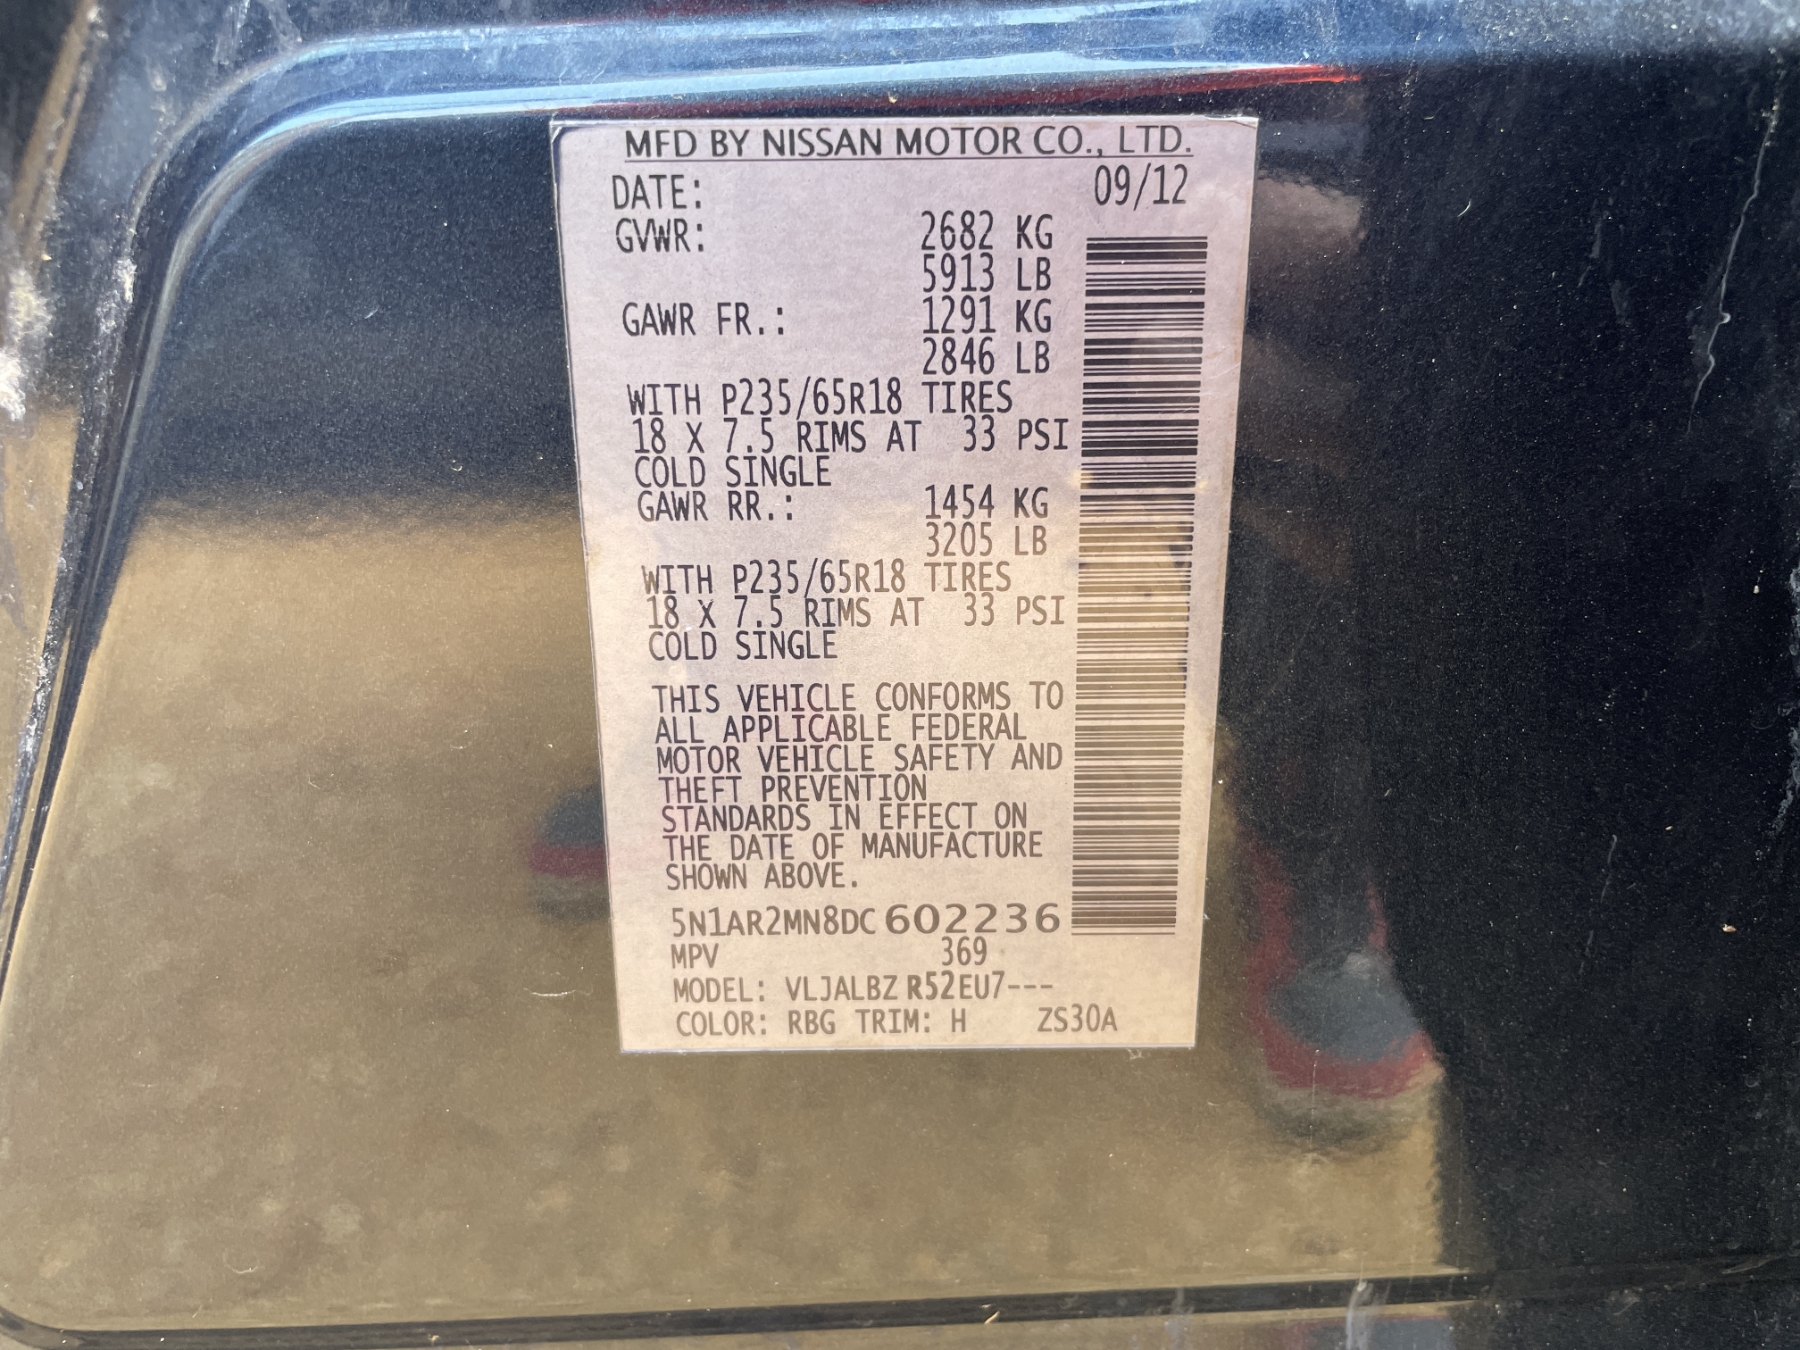 MFD BY NISSAN MOTOR CO., LTD.
DATE: 09/12
GVWR: 2682 KG
5913 LB
GAWR FR.: 1291 KG
2846 LB
WITH P235/65R18 TIRES
18 X 7.5 RIMS AT 33 PSI
COLD SINGLE
GAWR RR.: 1454 KG
3205 LB
WITH P235/65R18 TIRES
18 X 7.5 RIMS AT 33 PSI
COLD SINGLE
THIS VEHICLE CONFORMS TO
ALL APPLICABLE FEDERAL
MOTOR VEHICLE SAFETY AND
THEFT PREVENTION
STANDARDS IN EFFECT ON
THE DATE OF MANUFACTURE
SHOWN ABOVE.
5N1AR2MN8DC 602236
MPV 369
MODEL: VLJALBZ R52EU7---
COLOR: RBG TRIM: H ZS30A